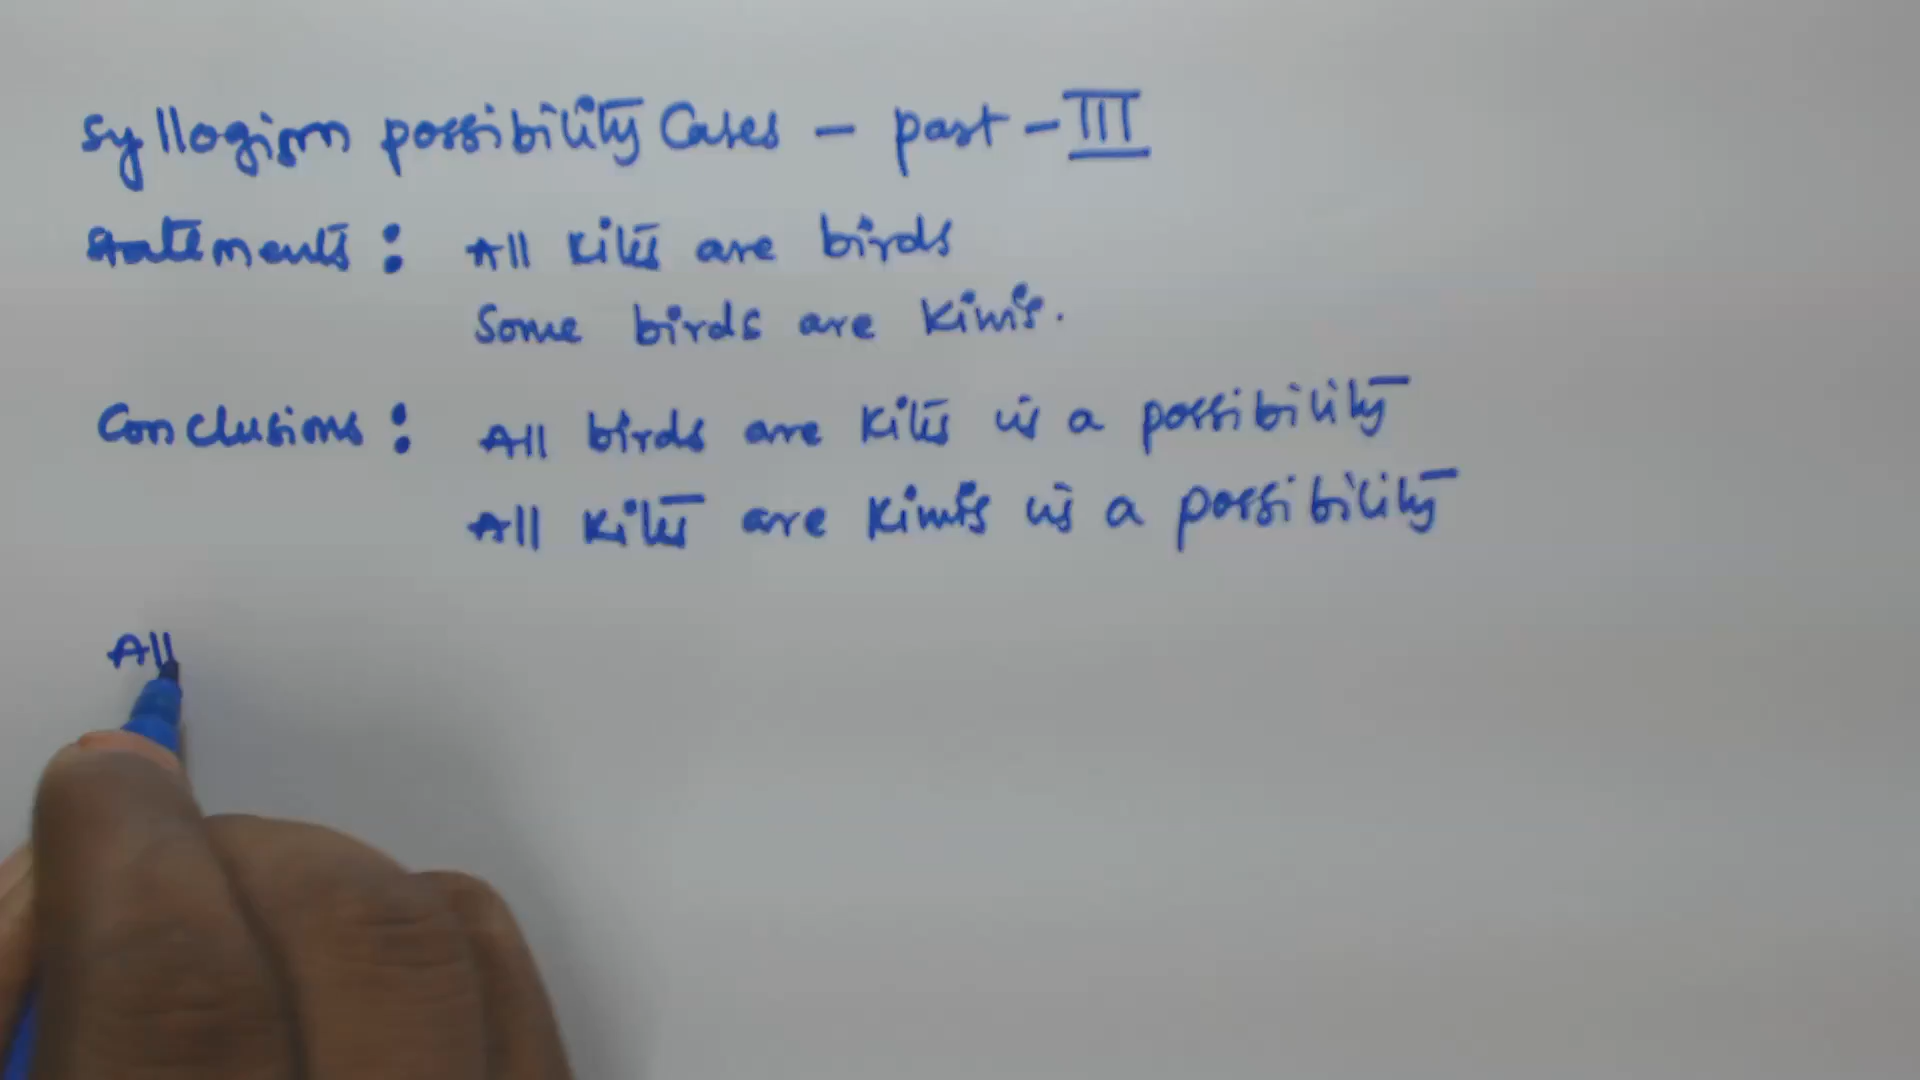 Syllogism possibility Cases - part - III
Statements : All kites are birds
Some birds are kiwis.
Conclusions : All birds are kites is a possibility
All kites are kiwis is a possibility
All